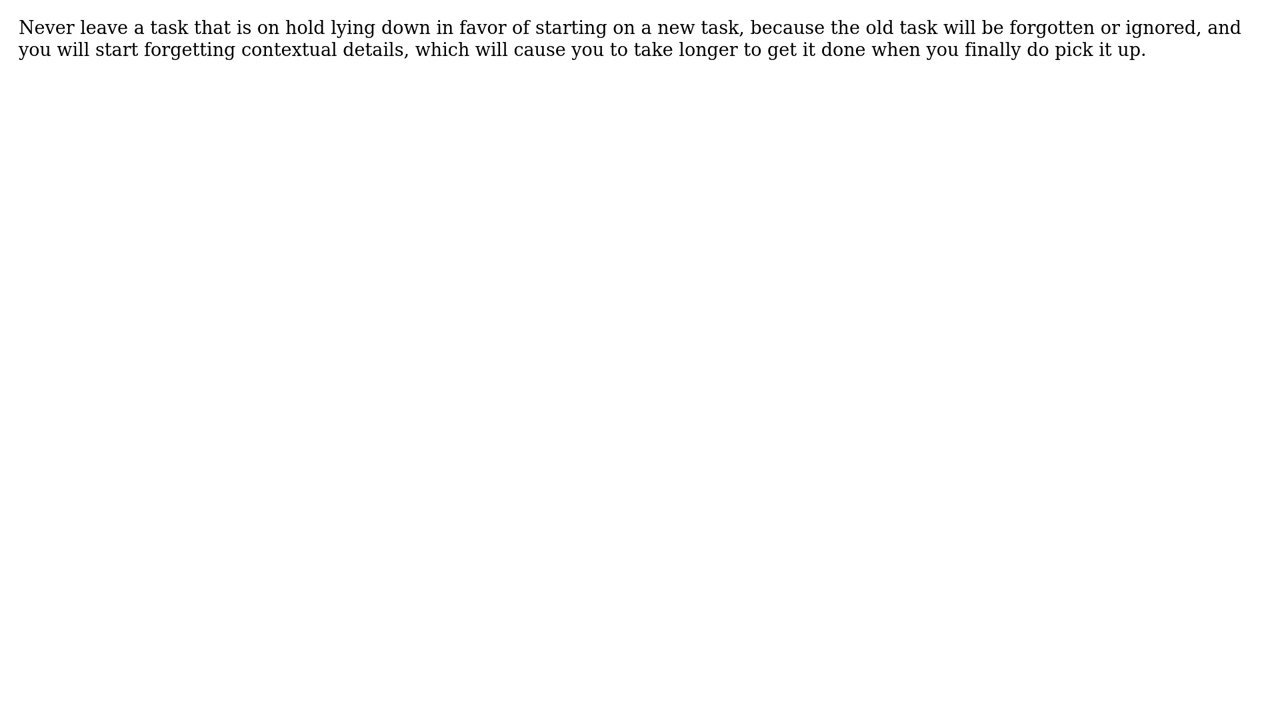 Never leave a task that is on hold lying down in favor of starting on a new task, because the old task will be forgotten or ignored, and
you will start forgetting contextual details, which will cause you to take longer to get it done when you finally do pick it up.